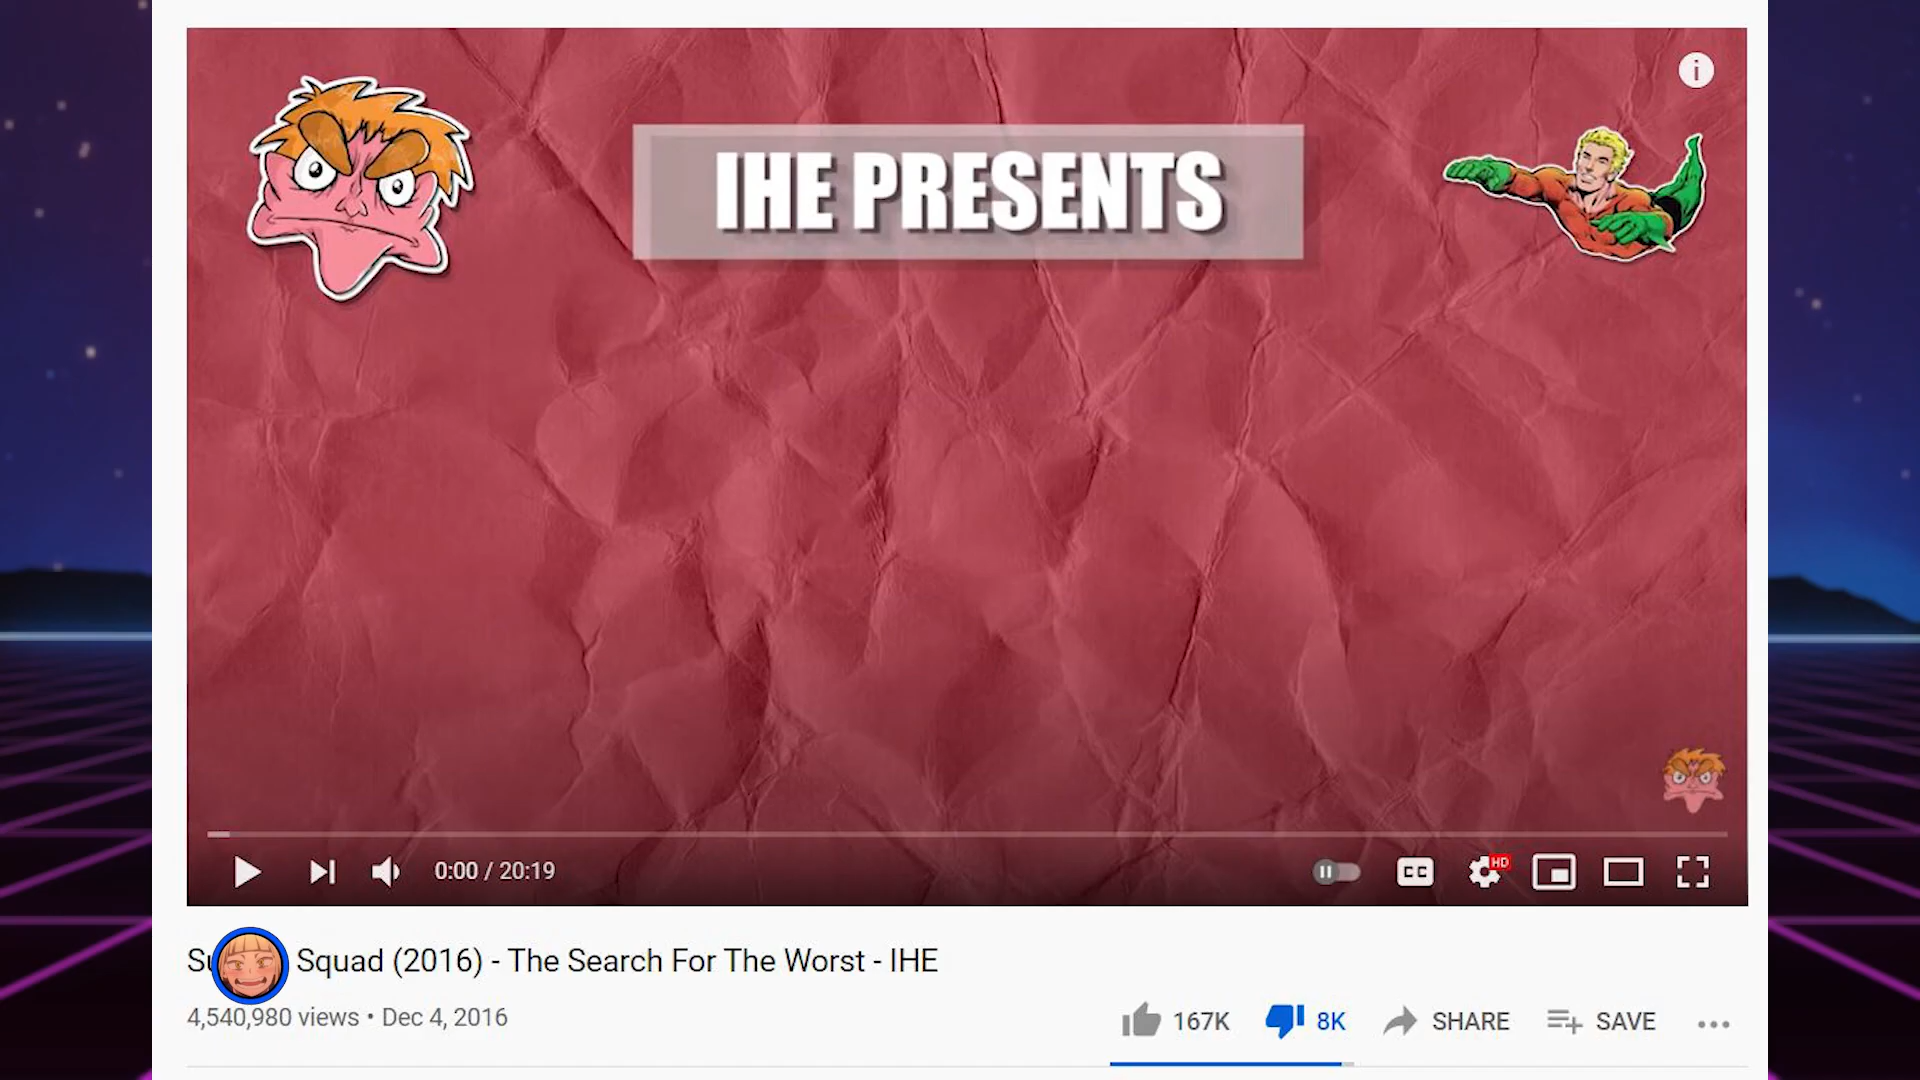 i
IHE PRESENTS
0:00 / 20:19
CC
HD
Squad (2016) - The Search For The Worst - IHE
4,540,980 views • Dec 4, 2016
167K
8K
SHARE
SAVE